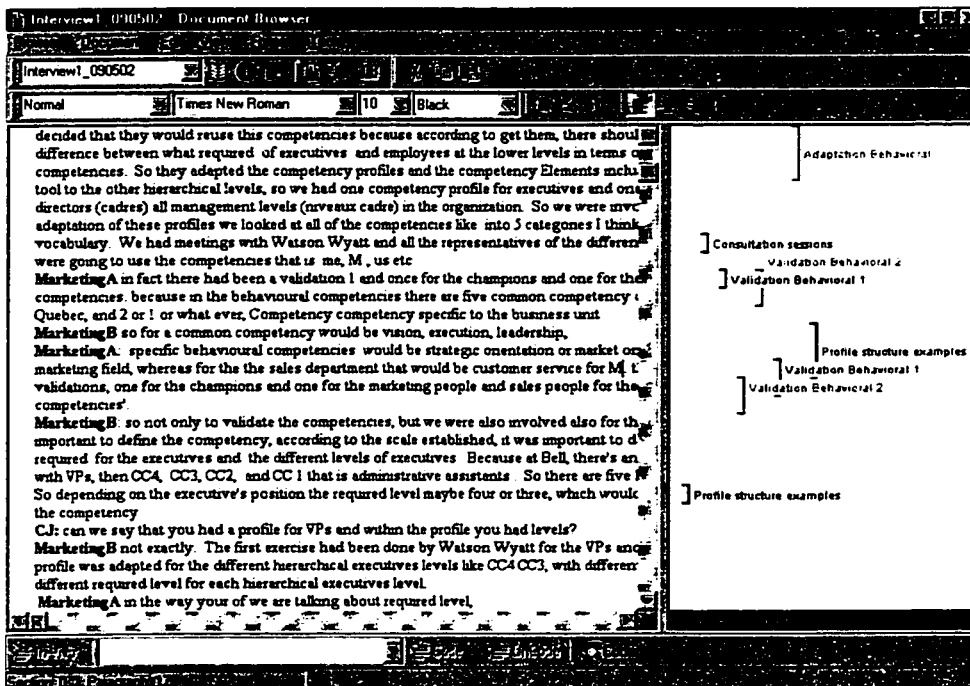 Interview1_090502 Document Browser
Interview1_090502
Normal Times New Roman 10 Black
decided that they would reuse this competencies because according to get them, there shoul
difference between what required of executives and employees at the lower levels in terms o
competencies. So they adapted the competency profiles and the competency Elements inclu
tool to the other hierarchical levels, so we had one competency profile for executives and one
directors (cadres) all management levels (niveaux cadre) in the organization. So we were invo
adaptation of these profiles we looked at all of the competencies like into 5 categories I think
vocabulary. We had meetings with Watson Wyatt and all the representatives of the differen
were going to use the competencies that is me, M , us etc
MarketingA in fact there had been a validation 1 and once for the champions and one for the
competencies. because in the behavioural competencies there are five common competency
Quebec, and 2 or 1 or what ever, Competency competency specific to the business unit
MarketingB so for a common competency would be vision, execution, leadership,
MarketingA: specific behavioural competencies would be strategic orientation or market or
marketing field, whereas for the the sales department that would be customer service for M t
validations, one for the champions and one for the marketing people and sales people for the
competencies'.
MarketingB: so not only to validate the competencies, but we were also involved also for th
important to define the competency, according to the scale established, it was important to d
required for the executives and the different levels of executives Because at Bell, there's an
with VPs, then CC4, CC3, CC2, and CC 1 that is administrative assistants . So there are five
So depending on the executive's position the required level maybe four or three, which woulc
the competency
CJ: can we say that you had a profile for VPs and within the profile you had levels?
MarketingB not exactly. The first exercise had been done by Watson Wyatt for the VPs and
profile was adapted for the different hierarchical executives levels like CC4 CC3, with differen
different required level for each hierarchical executives level.
MarketingA in the way your of we are talking about required level,
Adaptation Behavioral
Consultation sessions
Validation Behavioral 2
Validation Behavioral 1
Profile structure examples
Validation Behavioral 1
Validation Behavioral 2
Profile structure examples